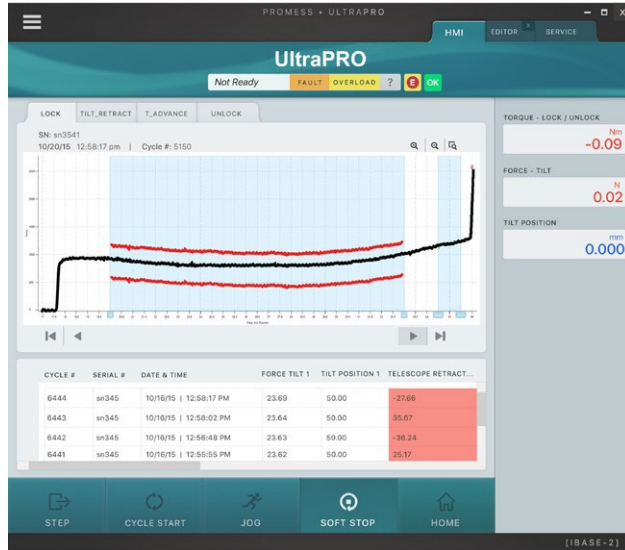 PROMESS • ULTRAPRO
HMI
EDITOR x
SERVICE
UltraPRO
Not Ready
FAULT
OVERLOAD
?
E
OK
LOCK
TILT_RETRACT
T_ADVANCE
UNLOCK
SN: sn3541
10/20/15 12:58:17 pm | Cycle #: 5150
TORQUE - LOCK / UNLOCK
Nm
-0.09
FORCE - TILT
N
0.02
TILT POSITION
mm
0.000
CYCLE # SERIAL # DATE & TIME FORCE TILT 1 TILT POSITION 1 TELESCOPE RETRACT...
6444 sn345 10/16/15 | 12:58:17 PM 23.69 50.00 -27.66
6443 sn345 10/16/15 | 12:58:02 PM 23.64 50.00 35.67
6442 sn345 10/16/15 | 12:56:48 PM 23.63 50.00 -36.24
6441 sn345 10/16/15 | 12:55:55 PM 23.62 50.00 25.17
STEP
CYCLE START
JOG
SOFT STOP
HOME
[IBASE-2]